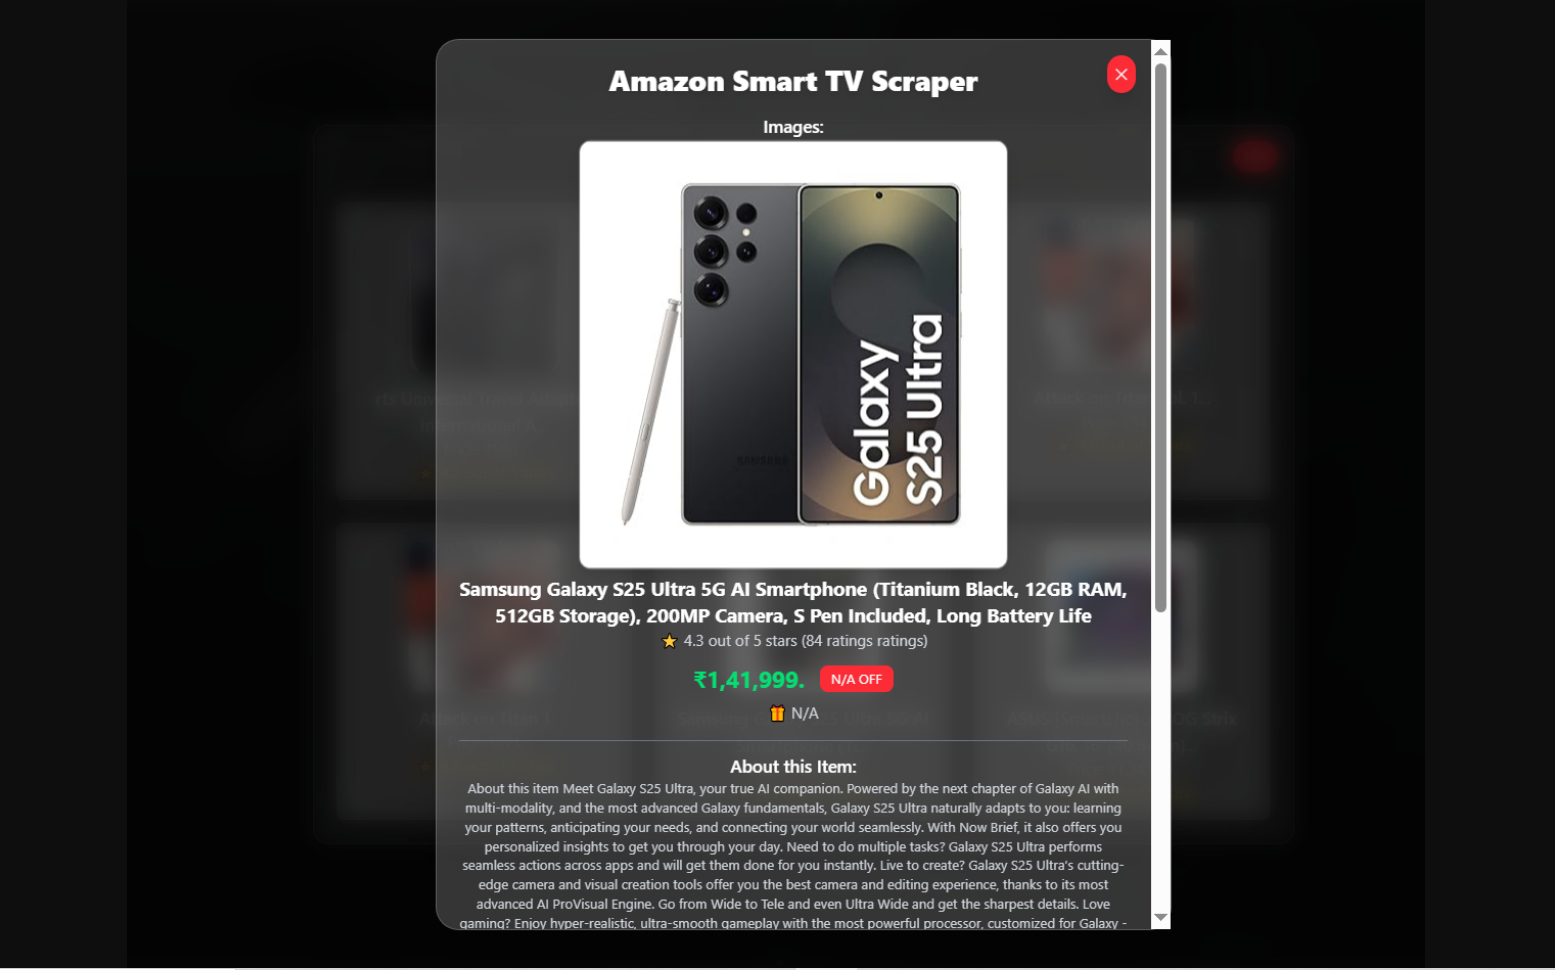 Amazon Smart TV Scraper
Images:
SAMSUNG
Galaxy
S25 Ultra
Samsung Galaxy S25 Ultra 5G AI Smartphone (Titanium Black, 12GB RAM,
512GB Storage), 200MP Camera, S Pen Included, Long Battery Life
4.3 out of 5 stars (84 ratings ratings)
₹1,41,999. N/A OFF
N/A
About this Item:
About this item Meet Galaxy S25 Ultra, your true AI companion. Powered by the next chapter of Galaxy AI with
multi-modality, and the most advanced Galaxy fundamentals, Galaxy S25 Ultra naturally adapts to you: learning
your patterns, anticipating your needs, and connecting your world seamlessly. With Now Brief, it also offers you
personalized insights to get you through your day. Need to do multiple tasks? Galaxy S25 Ultra performs
seamless actions across apps and will get them done for you instantly. Live to create? Galaxy S25 Ultra's cutting-
edge camera and visual creation tools offer you the best camera and editing experience, thanks to its most
advanced AI ProVisual Engine. Go from Wide to Tele and even Ultra Wide and get the sharpest details. Love
gaming? Enjoy hyper-realistic, ultra-smooth gameplay with the most powerful processor, customized for Galaxy -